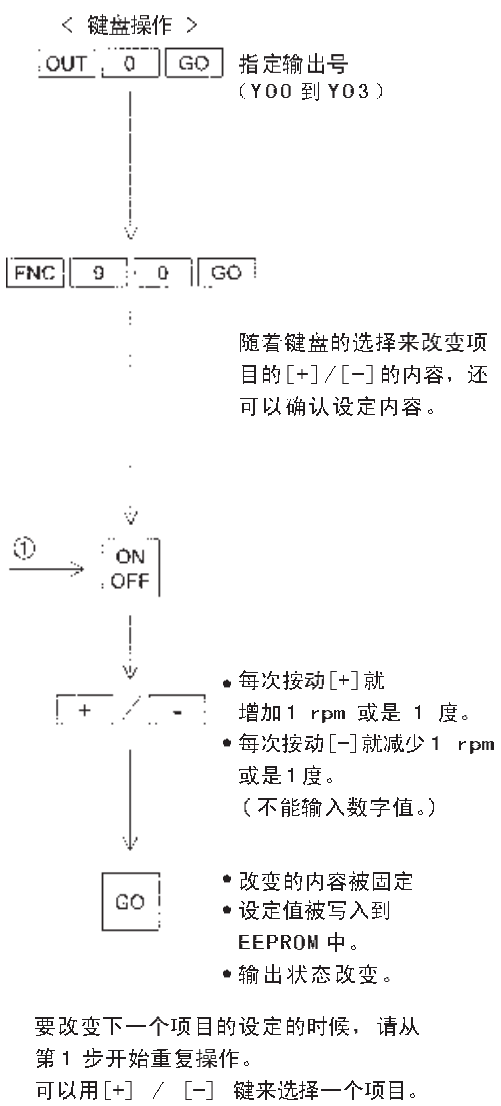 < 键盘操作 >
OUT 0 GO 指定输出号
(Y00 到 Y03)
FNC 9 0 GO
随着键盘的选择来改变项
目的[+]/[-]的内容，还
可以确认设定内容。
①
ON
OFF
+ / -
• 每次按动[+]就
增加1 rpm 或是 1 度。
• 每次按动[-]就减少1 rpm
或是1度。
(不能输入数字值。)
GO
• 改变的内容被固定
• 设定值被写入到
EEPROM 中。
• 输出状态改变。
要改变下一个项目的设定的时候，请从
第1 步开始重复操作。
可以用[+] / [-] 键来选择一个项目。